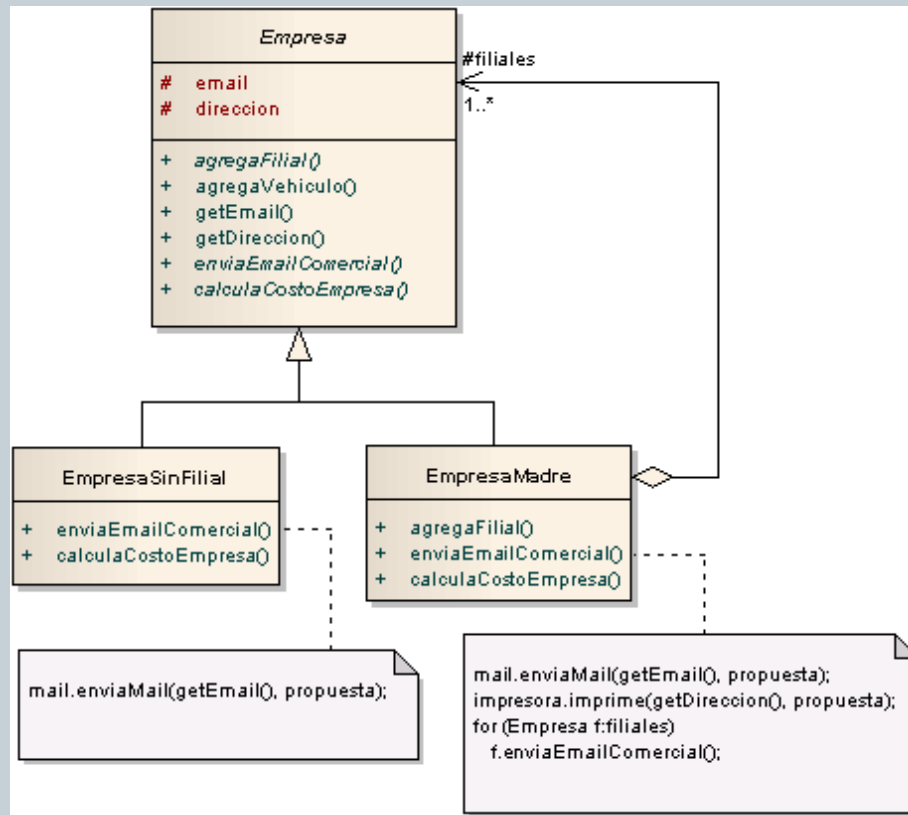 Empresa
# email
# direccion
+ agregaFilial()
+ agregaVehiculo()
+ getEmail()
+ getDireccion()
+ enviaEmailComercial()
+ calculaCostoEmpresa()
#filiales
1..*
EmpresaSinFilial
+ enviaEmailComercial()
+ calculaCostoEmpresa()
EmpresaMadre
+ agregaFilial()
+ enviaEmailComercial()
+ calculaCostoEmpresa()
mail.enviaMail(getEmail(), propuesta);
mail.enviaMail(getEmail(), propuesta);
impresora.imprime(getDireccion(), propuesta);
for (Empresa f:filiales)
f.enviaEmailComercial();